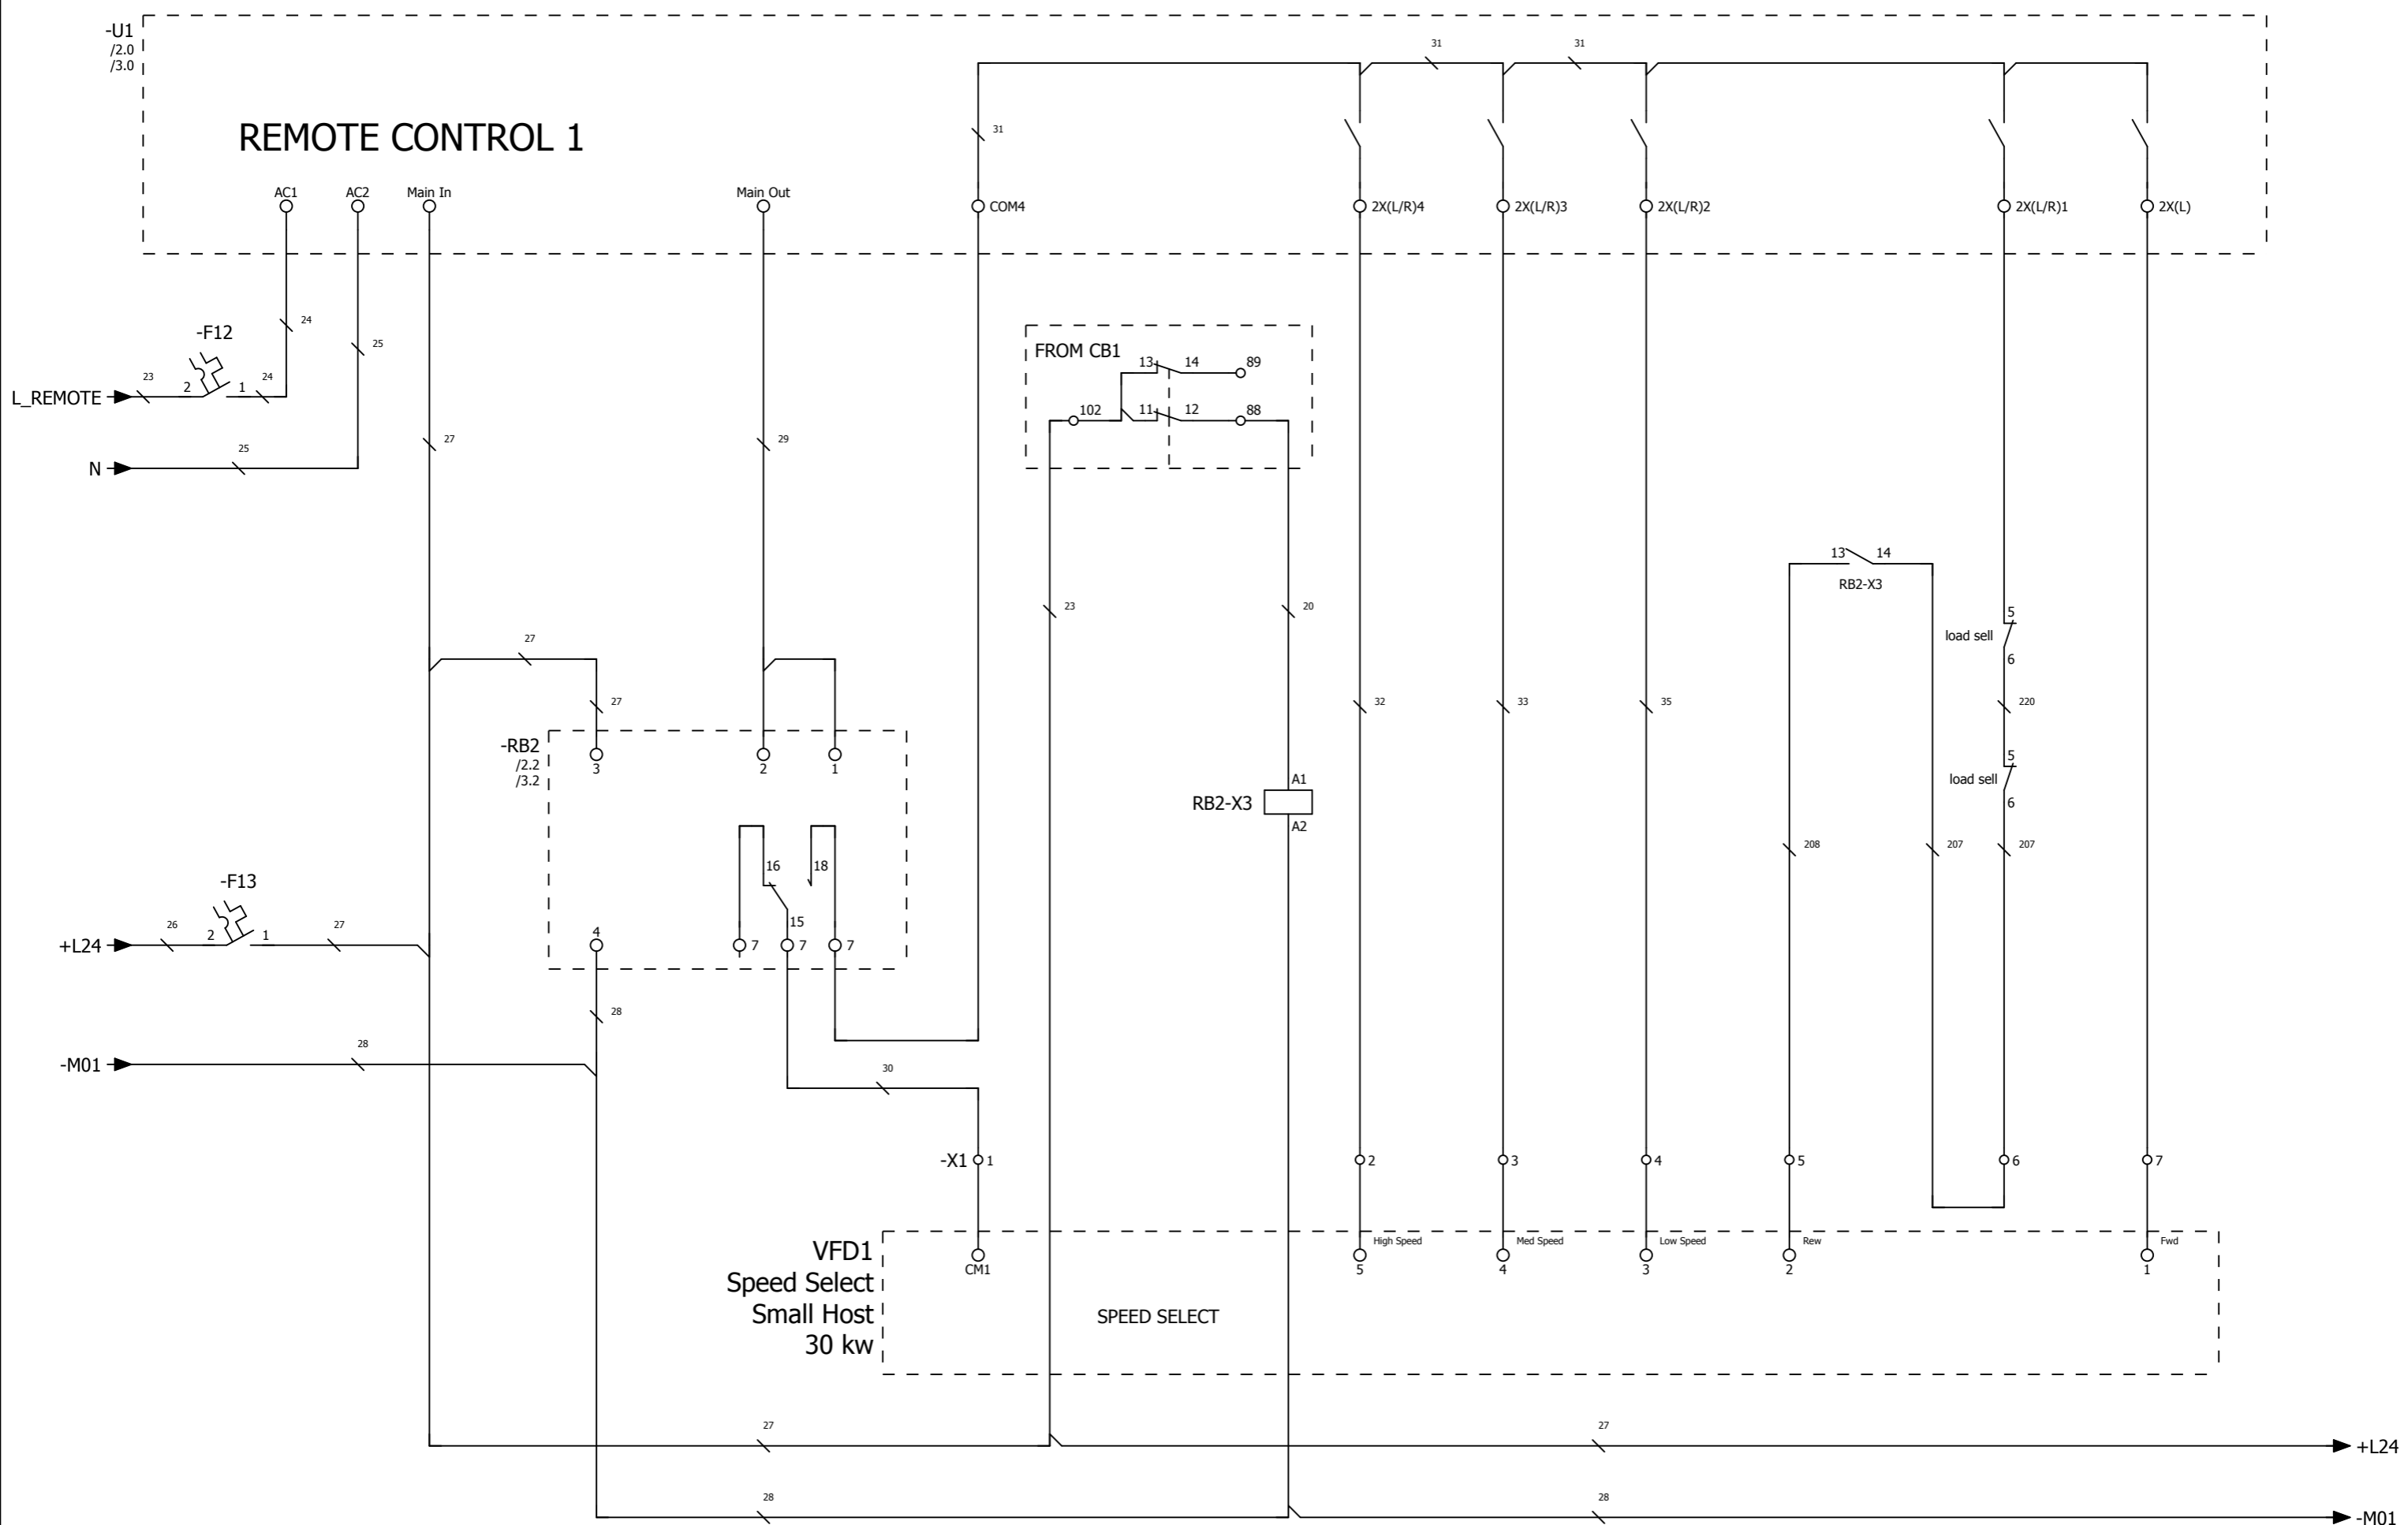 -U1
/2.0
/3.0
31
31
REMOTE CONTROL 1
31
AC1
AC2
Main In
Main Out
COM4
2X(L/R)4
2X(L/R)3
2X(L/R)2
2X(L/R)1
2X(L)
24
-F12
25
FROM CB1
13
14
89
23
2
1
24
L_REMOTE
102
11
12
88
25
27
29
N
13
14
RB2-X3
23
20
5
load sell
6
27
27
32
33
35
220
-RB2
/2.2
/3.2
3
2
1
5
load sell
6
A1
RB2-X3
A2
208
207
207
16
18
-F13
15
26
2
1
27
4
+L24
7
7
7
28
28
-M01
30
-X1
1
2
3
4
5
6
7
VFD1
Speed Select
Small Host
30 kw
High Speed
Med Speed
Low Speed
Rew
Fwd
CM1
5
4
3
2
1
SPEED SELECT
27
27
+L24
28
28
-M01